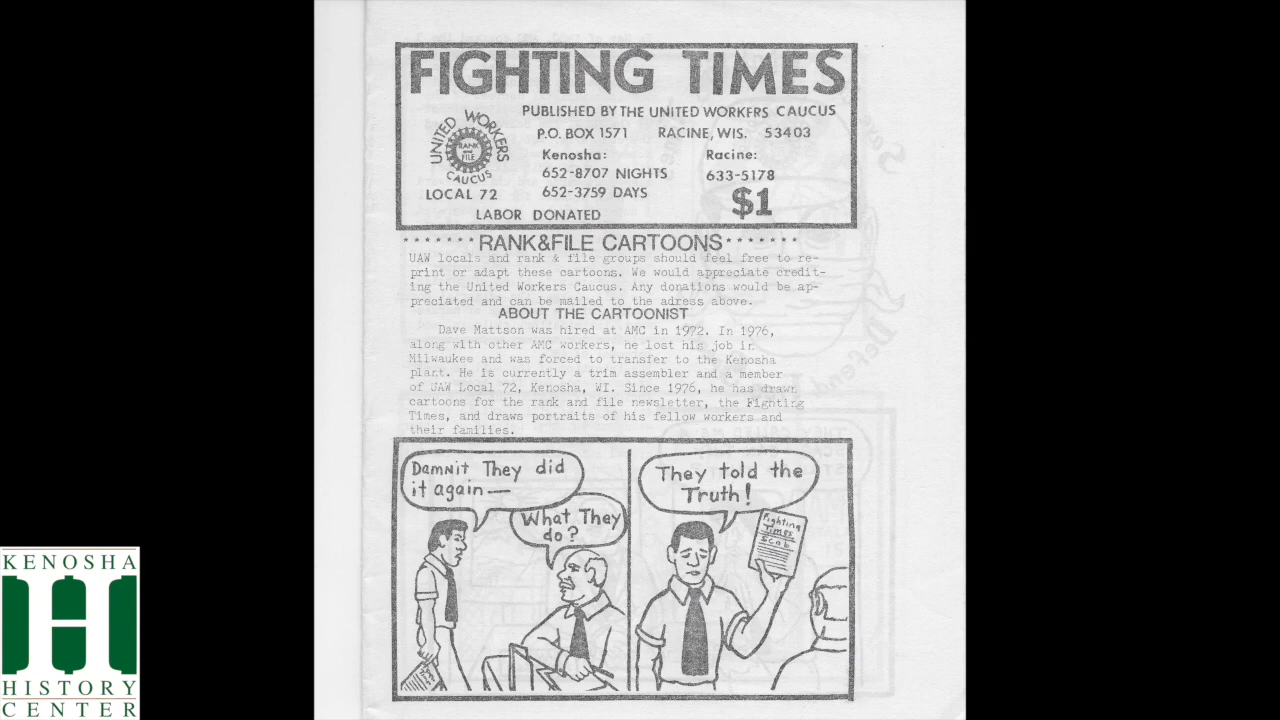 FIGHTING TIMES
PUBLISHED BY THE UNITED WORKERS CAUCUS
P.O. BOX 1571 RACINE, WIS. 53403
UNITED WORKERS
RANK
and
FILE
CAUCUS
LOCAL 72
Kenosha:
652-8707 NIGHTS
652-3759 DAYS
Racine:
633-5178
$1
LABOR DONATED
*******RANK&FILE CARTOONS*******
UAW locals and rank & file groups should feel free to re-
print or adapt these cartoons. We would appreciate credit-
ing the United Workers Caucus. Any donations would be ap-
preciated and can be mailed to the adress above.
ABOUT THE CARTOONIST
Dave Mattson was hired at AMC in 1972. In 1976,
along with other AMC workers, he lost his job in
Milwaukee and was forced to transfer to the Kenosha
plant. He is currently a trim assembler and a member
of UAW Local 72, Kenosha, WI. Since 1976, he has drawn
cartoons for the rank and file newsletter, the Fighting
Times, and draws portraits of his fellow workers and
their families.
Damnit They did
it again—
What They
do?
They told the
Truth!
Fighting
Times
Scab
KENOSHA
H
HISTORY
CENTER